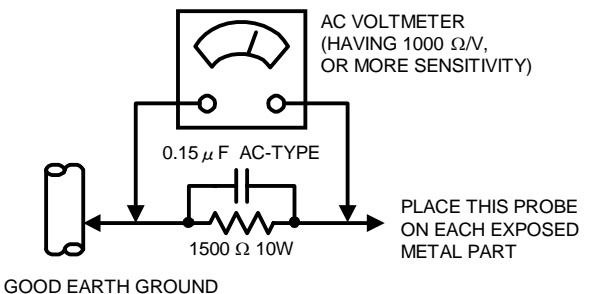 AC VOLTMETER
(HAVING 1000 Ω/V,
OR MORE SENSITIVITY)
0.15 μ F AC-TYPE
1500 Ω 10W
PLACE THIS PROBE
ON EACH EXPOSED
METAL PART
GOOD EARTH GROUND